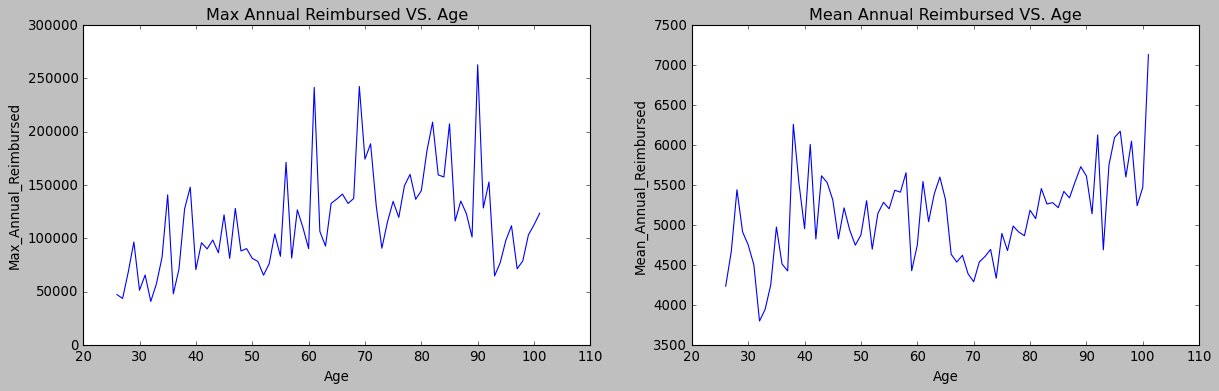 Max Annual Reimbursed VS. Age
300000
250000
200000
150000
100000
50000
0
Max_Annual_Reimbursed
20 30 40 50 60 70 80 90 100 110
Age
Mean Annual Reimbursed VS. Age
7500
7000
6500
6000
5500
5000
4500
4000
3500
Mean_Annual_Reimbursed
20 30 40 50 60 70 80 90 100 110
Age